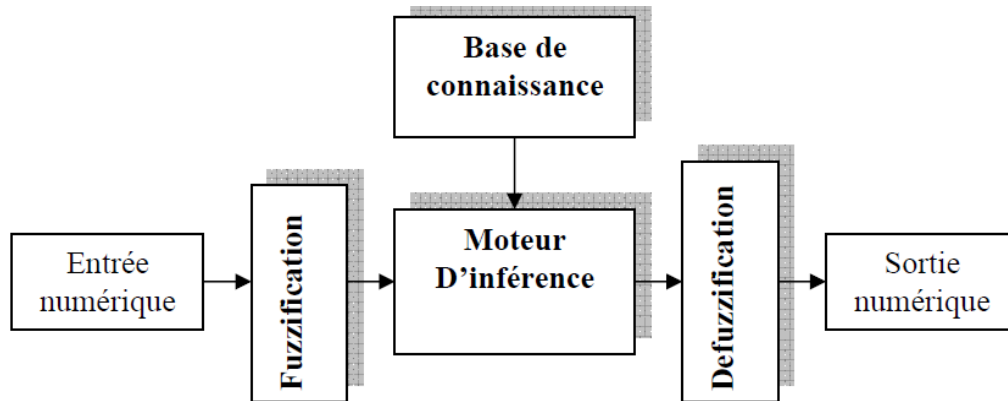 Base de
connaissance
Entrée
numérique
Fuzzification
Moteur
D’inférence
Defuzzification
Sortie
numérique